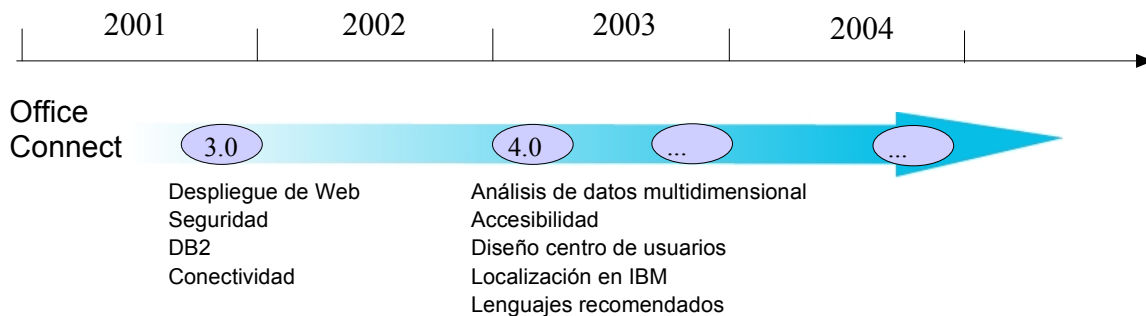 2001 2002 2003 2004
Office
Connect
3.0 4.0 ... ...
Despliegue de Web
Seguridad
DB2
Conectividad
Análisis de datos multidimensional
Accesibilidad
Diseño centro de usuarios
Localización en IBM
Lenguajes recomendados